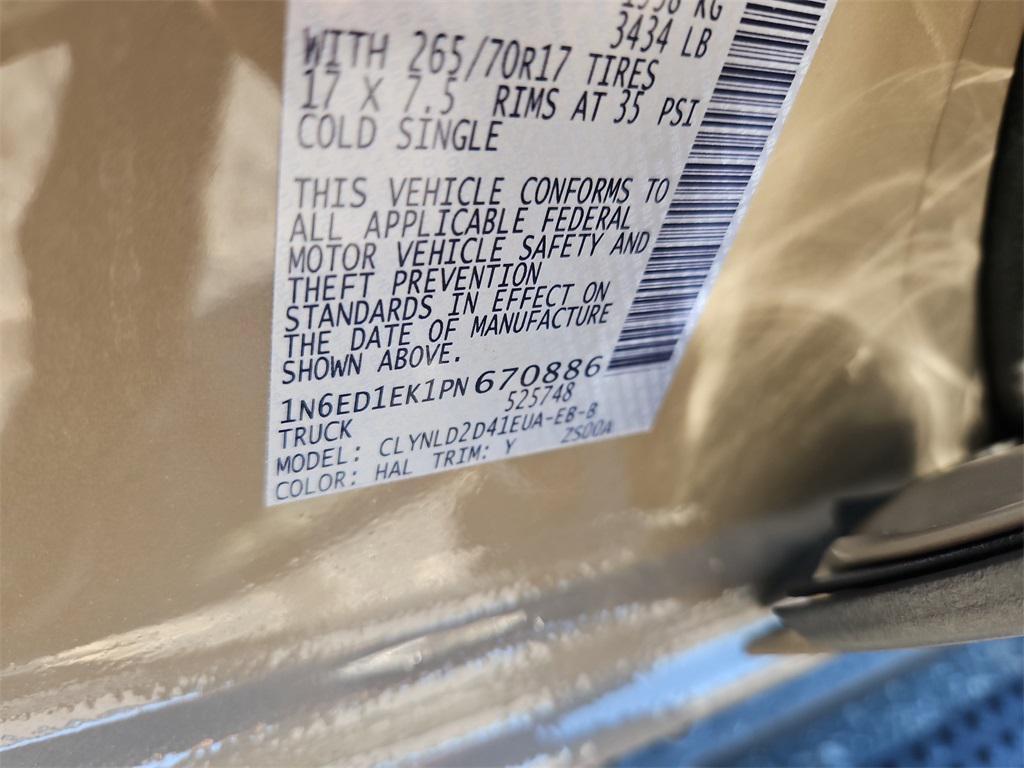 3434 LB
WITH 265/70R17 TIRES
17 X 7.5 RIMS AT 35 PSI
COLD SINGLE
THIS VEHICLE CONFORMS TO
ALL APPLICABLE FEDERAL
MOTOR VEHICLE SAFETY AND
THEFT PREVENTION
STANDARDS IN EFFECT ON
THE DATE OF MANUFACTURE
SHOWN ABOVE.
1N6ED1EK1PN670886
TRUCK 525748
MODEL: CLYNLD2D41EUA-EB-B
COLOR: HAL TRIM: Y ZS00A